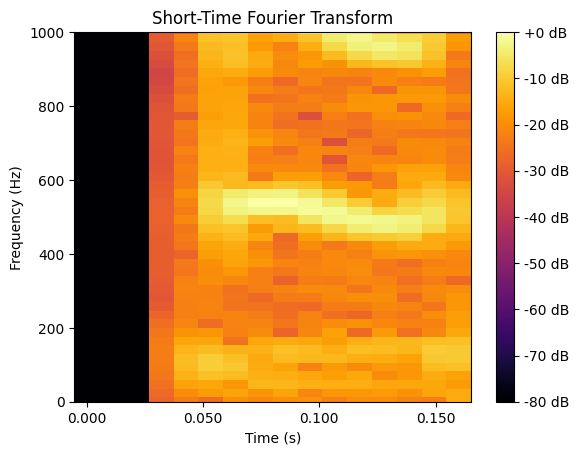 Short-Time Fourier Transform
1000
800
600
400
200
0
Frequency (Hz)
0.000
0.050
0.100
0.150
Time (s)
+0 dB
-10 dB
-20 dB
-30 dB
-40 dB
-50 dB
-60 dB
-70 dB
-80 dB